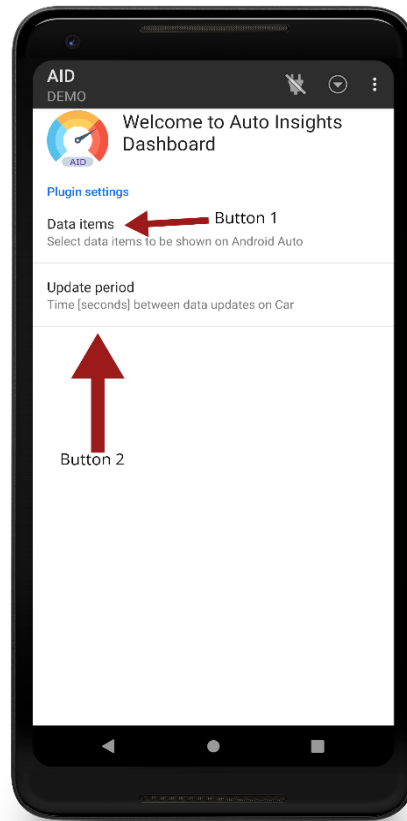 AID
DEMO
Welcome to Auto Insights
Dashboard
AID
Plugin settings
Data items
Button 1
Select data items to be shown on Android Auto
Update period
Time [seconds] between data updates on Car
Button 2